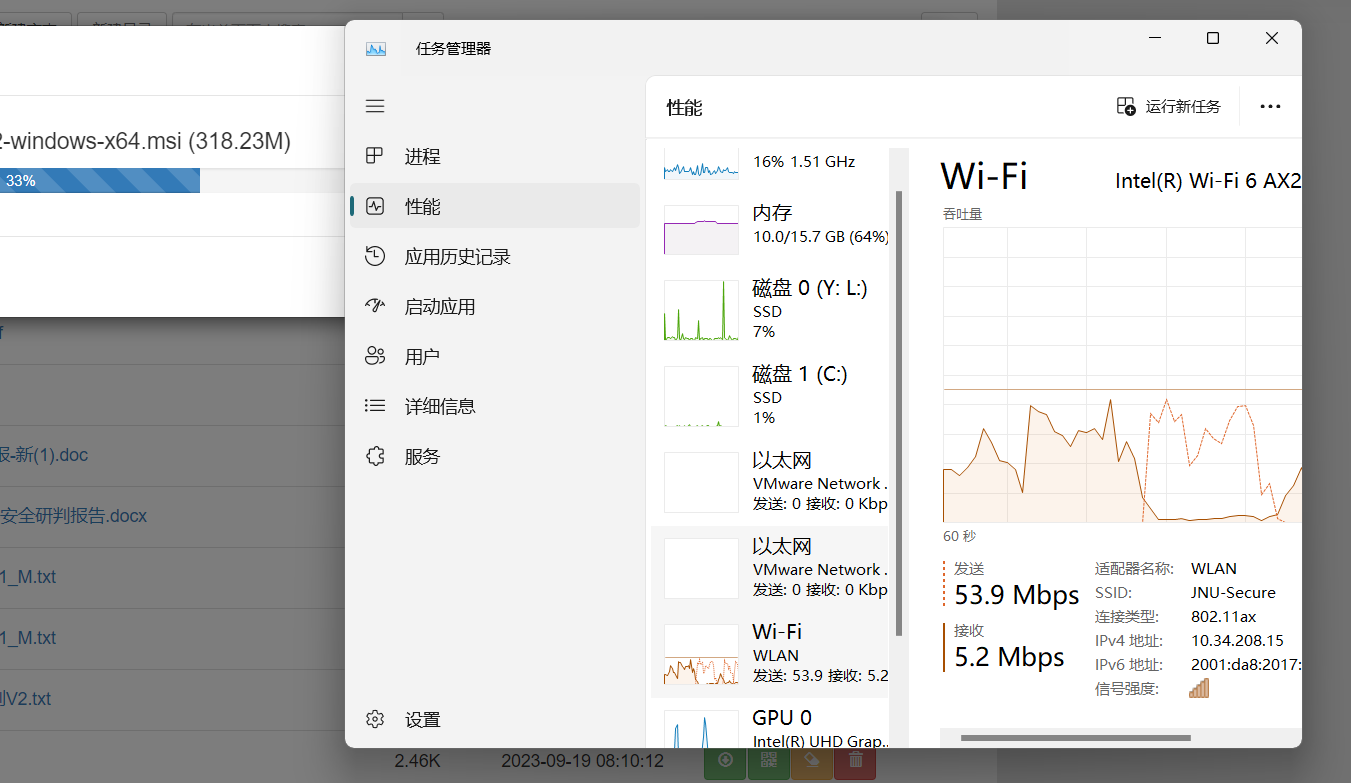 任务管理器
2-windows-x64.msi (318.23M)
33%
报-新(1).doc
安全研判报告.docx
1_M.txt
1_M.txt
V2.txt
进程
性能
应用历史记录
启动应用
用户
详细信息
服务
设置
性能
运行新任务
16% 1.51 GHz
内存
10.0/15.7 GB (64%)
磁盘 0 (Y: L:)
SSD
7%
磁盘 1 (C:)
SSD
1%
以太网
VMware Network ..
发送: 0 接收: 0 Kbp
以太网
VMware Network ..
发送: 0 接收: 0 Kbp
Wi-Fi
WLAN
发送: 53.9 接收: 5.2
GPU 0
Intel(R) UHD Grap...
Wi-Fi
Intel(R) Wi-Fi 6 AX2
吞吐量
60 秒
发送
53.9 Mbps
接收
5.2 Mbps
适配器名称: WLAN
SSID: JNU-Secure
连接类型: 802.11ax
IPv4 地址: 10.34.208.15
IPv6 地址: 2001:da8:2017:
信号强度:
2.46K 2023-09-19 08:10:12